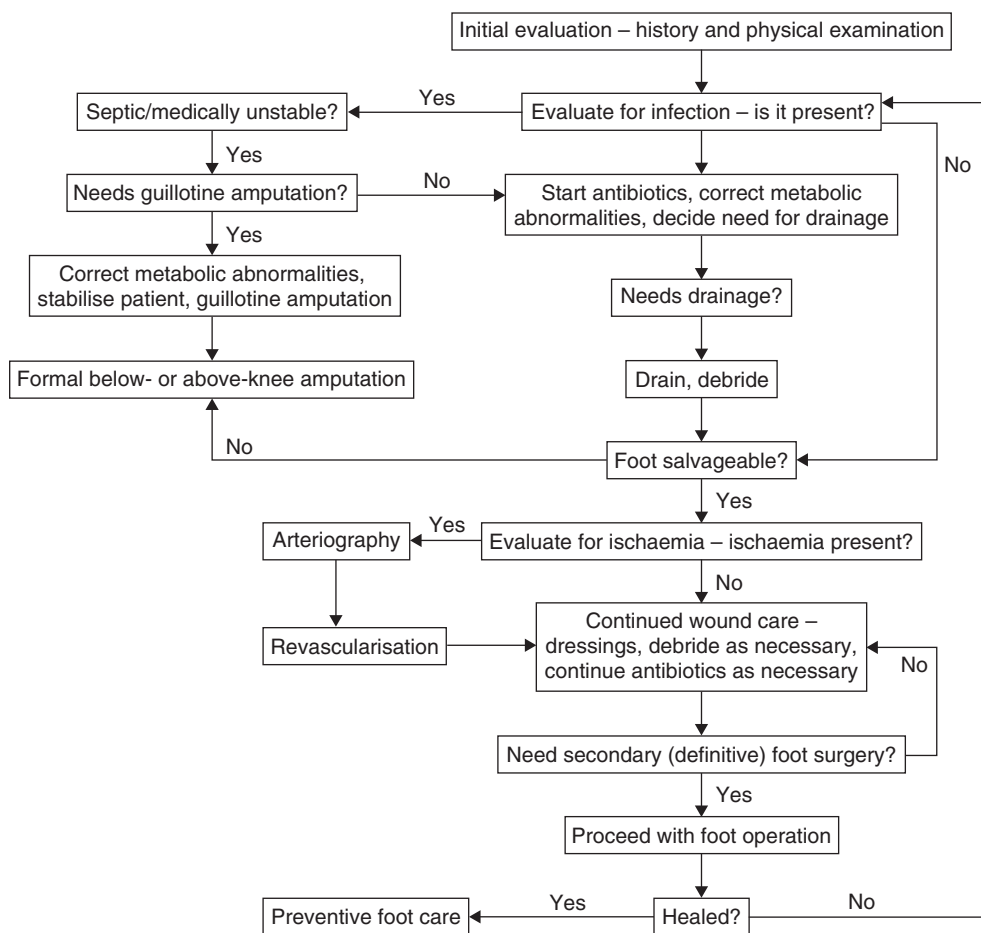 Initial evaluation – history and physical examination
Yes
Septic/medically unstable?
Evaluate for infection – is it present?
Yes
No
Needs guillotine amputation?
No
Start antibiotics, correct metabolic
abnormalities, decide need for drainage
Yes
Correct metabolic abnormalities,
stabilise patient, guillotine amputation
Needs drainage?
Formal below- or above-knee amputation
Drain, debride
No
Foot salvageable?
Yes
Arteriography
Yes
Evaluate for ischaemia – ischaemia present?
No
Continued wound care –
dressings, debride as necessary,
continue antibiotics as necessary
Revascularisation
No
Need secondary (definitive) foot surgery?
Yes
Proceed with foot operation
Preventive foot care
Yes
Healed?
No